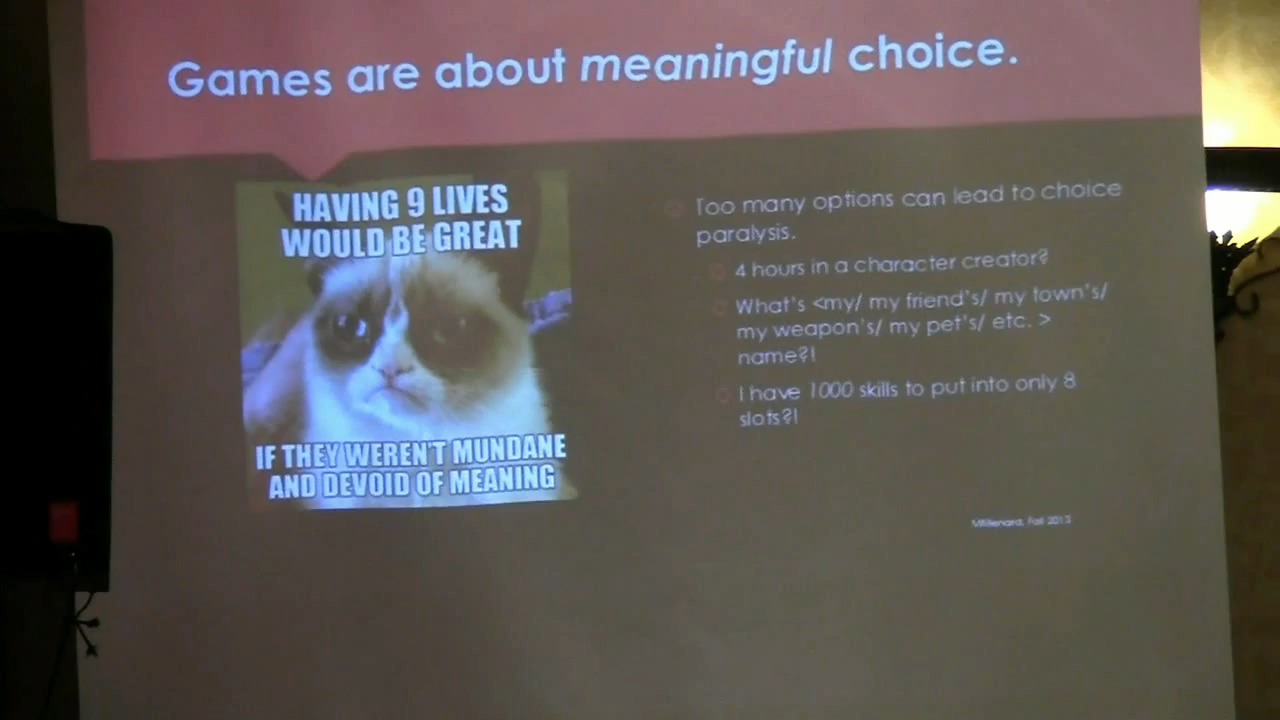 Games are about meaningful choice.
HAVING 9 LIVES
WOULD BE GREAT
IF THEY WEREN'T MUNDANE
AND DEVOID OF MEANING
Too many options can lead to choice
paralysis.
4 hours in a character creator?
What's <my/ my friend's/ my town's/
my weapon's/ my pet's/ etc. >
name?!
I have 1000 skills to put into only 8
slots?!
Fall 2013